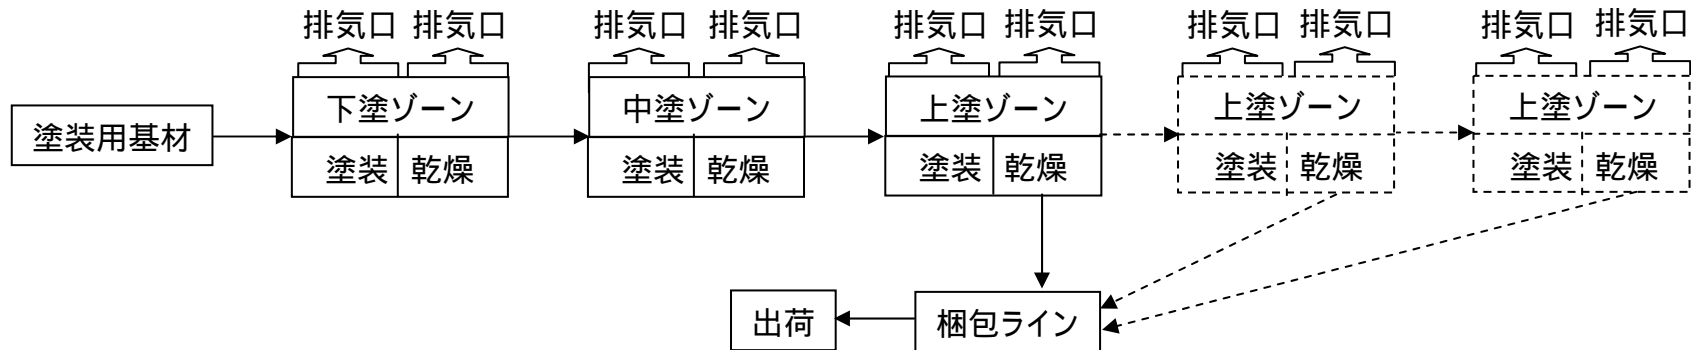 排気口 排気口 排気口 排気口 排気口 排気口 排気口 排気口 排気口 排気口
塗装用基材
下塗ゾーン
塗装 乾燥
中塗ゾーン
塗装 乾燥
上塗ゾーン
塗装 乾燥
上塗ゾーン
塗装 乾燥
上塗ゾーン
塗装 乾燥
出荷
梱包ライン